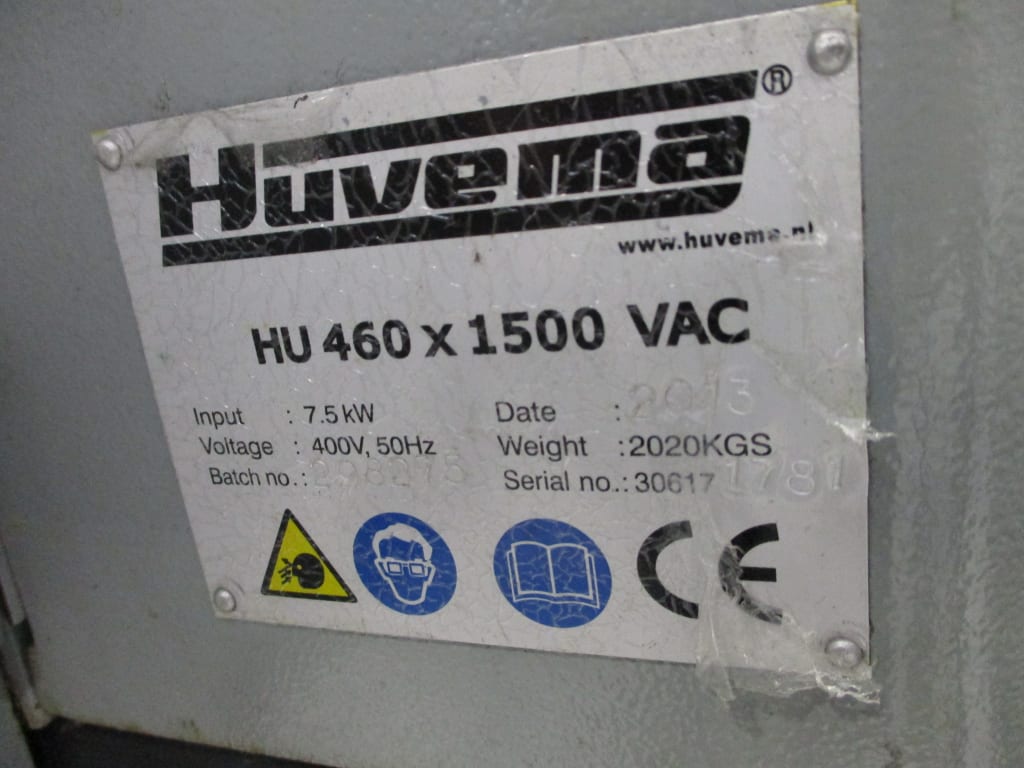 Huvema®
www.huvema.nl
HU 460 x 1500 VAC
Input : 7.5 kW
Voltage : 400V, 50Hz
Batch no.:
Date : 2013
Weight :2020KGS
Serial no.: 30617 1781
CE